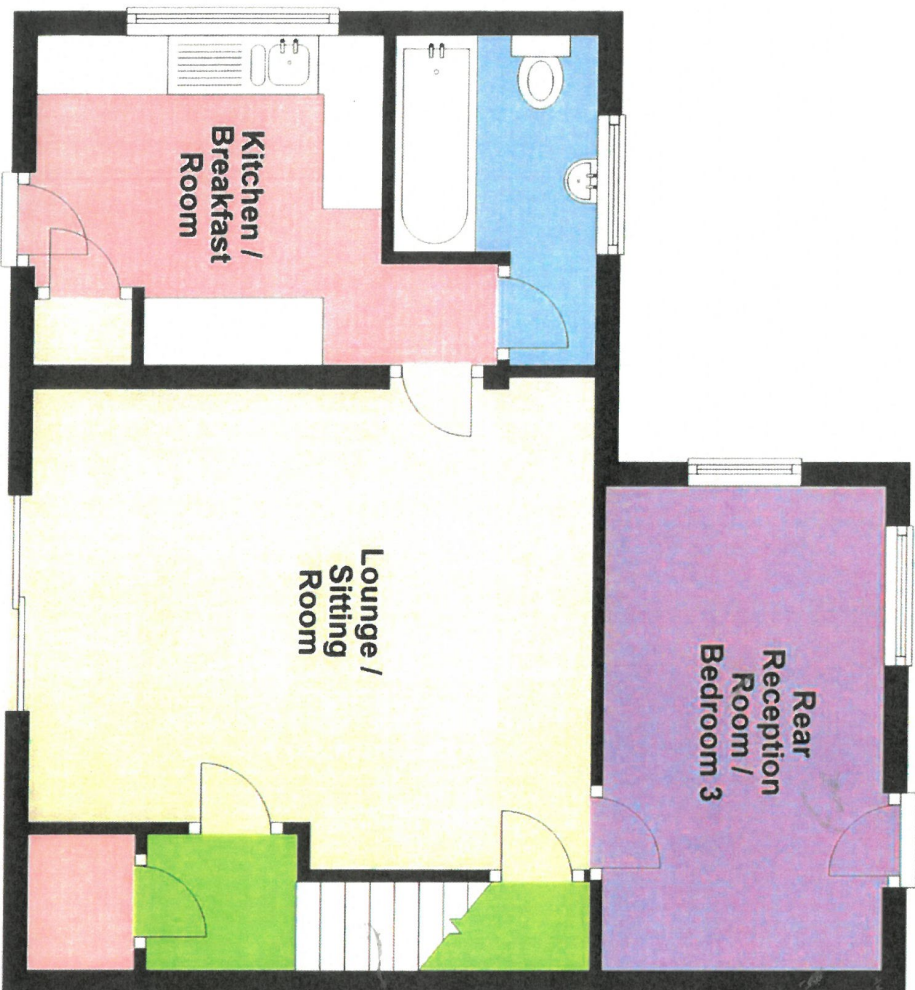 Kitchen /
Breakfast
Room
Lounge /
Sitting
Room
Rear
Reception
Room /
Bedroom 3